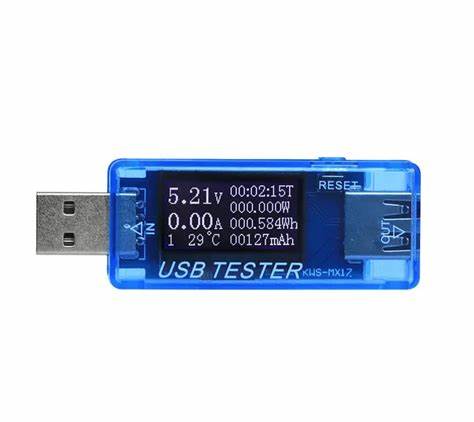 RESET
5.21V 00:02:15T
000.000W
0.00A 000.584Wh
1 29℃ 00127mAh
IN
OUT
USB TESTER KWS-MX17